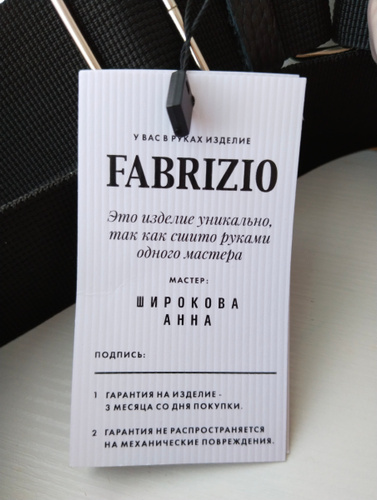 У ВАС В РУКАХ ИЗДЕЛИЕ
FABRIZIO
Это изделие уникально,
так как сшито руками
одного мастера
МАСТЕР:
ШИРОКОВА
АННА
ПОДПИСЬ:
1 ГАРАНТИЯ НА ИЗДЕЛИЕ -
3 МЕСЯЦА СО ДНЯ ПОКУПКИ.
2 ГАРАНТИЯ НЕ РАСПРОСТРАНЯЕТСЯ
НА МЕХАНИЧЕСКИЕ ПОВРЕЖДЕНИЯ.